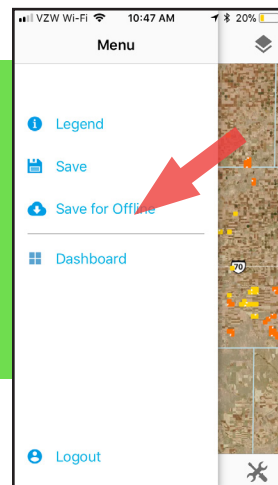 VZW Wi-Fi 10:47 AM 20%
Menu
Legend
Save
Save for Offline
70
Dashboard
Logout